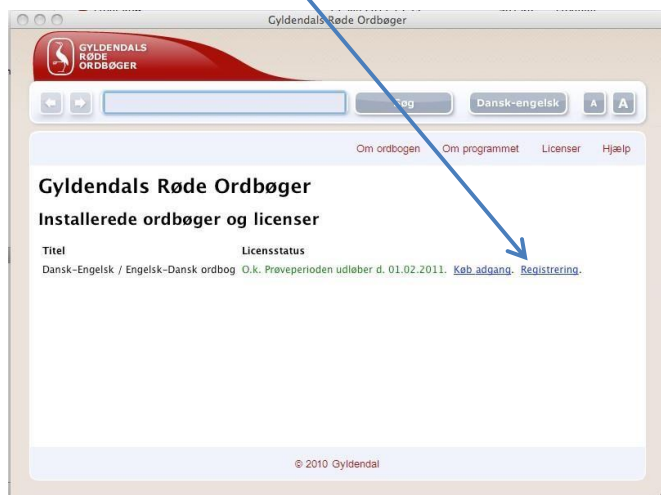 Gyldendals Røde Ordbøger
GYLDENDALS
RØDE
ORDBØGER
Søg
Dansk-engelsk
A
A
Om ordbogen Om programmet Licenser Hjælp
Gyldendals Røde Ordbøger
Installerede ordbøger og licenser
Titel Licensstatus
Dansk-Engelsk / Engelsk-Dansk ordbog O.k. Prøveperioden udløber d. 01.02.2011. Køb adgang. Registrering.
© 2010 Gyldendal